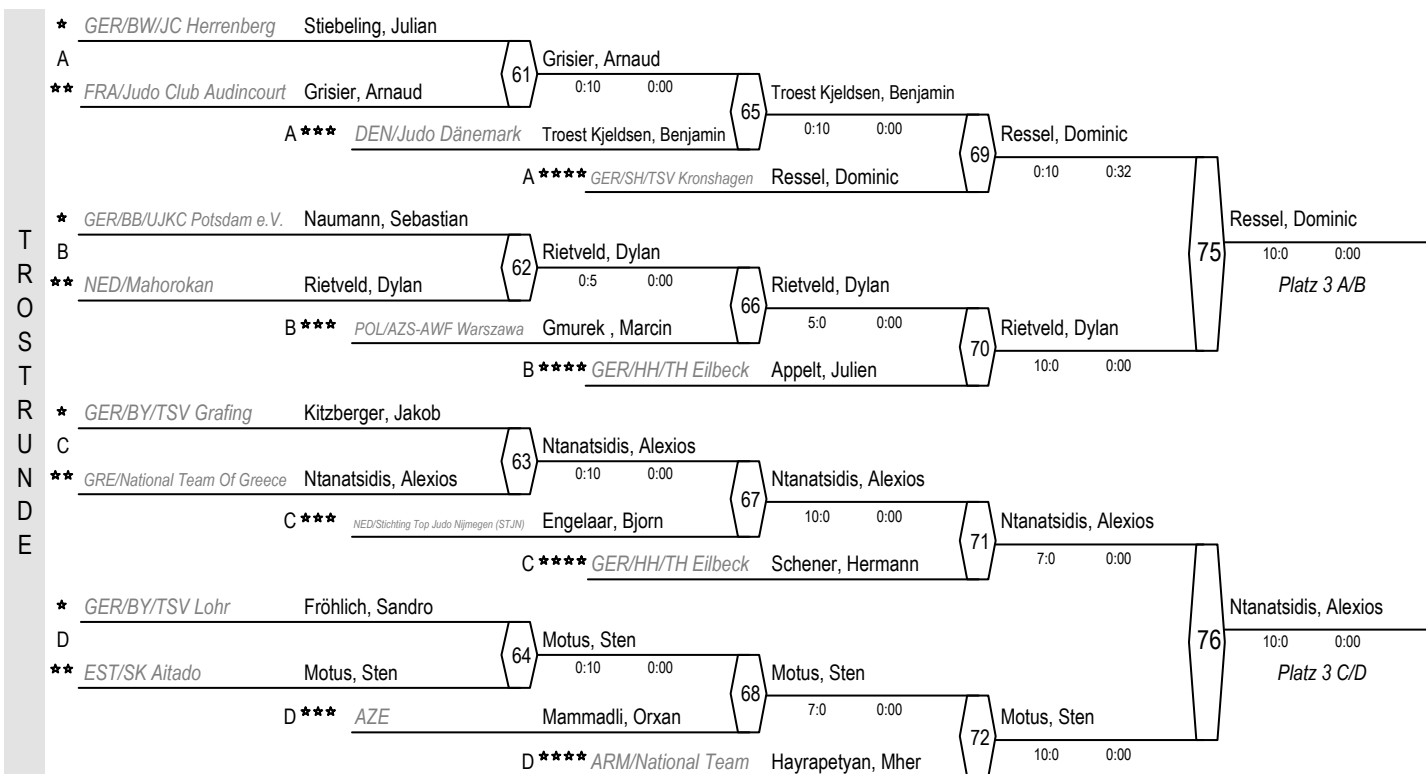 TROSTRUNDE
★ GER/BW/JC Herrenberg Stiebeling, Julian
A
61 Grisier, Arnaud
0:10 0:00
★★ FRA/Judo Club Audincourt Grisier, Arnaud
65 Troest Kjeldsen, Benjamin
0:10 0:00
A ★★★ DEN/Judo Dänemark Troest Kjeldsen, Benjamin
69 Ressel, Dominic
0:10 0:32
A ★★★★ GER/SH/TSV Kronshagen Ressel, Dominic
★ GER/BB/UJKC Potsdam e.V. Naumann, Sebastian
75 Ressel, Dominic
10:0 0:00
Platz 3 A/B
B
62 Rietveld, Dylan
0:5 0:00
★★ NED/Mahorokan Rietveld, Dylan
66 Rietveld, Dylan
5:0 0:00
B ★★★ POL/AZS-AWF Warszawa Gmurek , Marcin
70 Rietveld, Dylan
10:0 0:00
B ★★★★ GER/HH/TH Eilbeck Appelt, Julien
★ GER/BY/TSV Grafing Kitzberger, Jakob
C
63 Ntanatsidis, Alexios
0:10 0:00
★★ GRE/National Team Of Greece Ntanatsidis, Alexios
67 Ntanatsidis, Alexios
10:0 0:00
C ★★★ NED/Stichting Top Judo Nijmegen (STJN) Engelaar, Bjorn
71 Ntanatsidis, Alexios
7:0 0:00
C ★★★★ GER/HH/TH Eilbeck Schener, Hermann
★ GER/BY/TSV Lohr Fröhlich, Sandro
76 Ntanatsidis, Alexios
10:0 0:00
Platz 3 C/D
D
64 Motus, Sten
0:10 0:00
★★ EST/SK Aitado Motus, Sten
68 Motus, Sten
7:0 0:00
D ★★★ AZE Mammadli, Orxan
72 Motus, Sten
10:0 0:00
D ★★★★ ARM/National Team Hayrapetyan, Mher